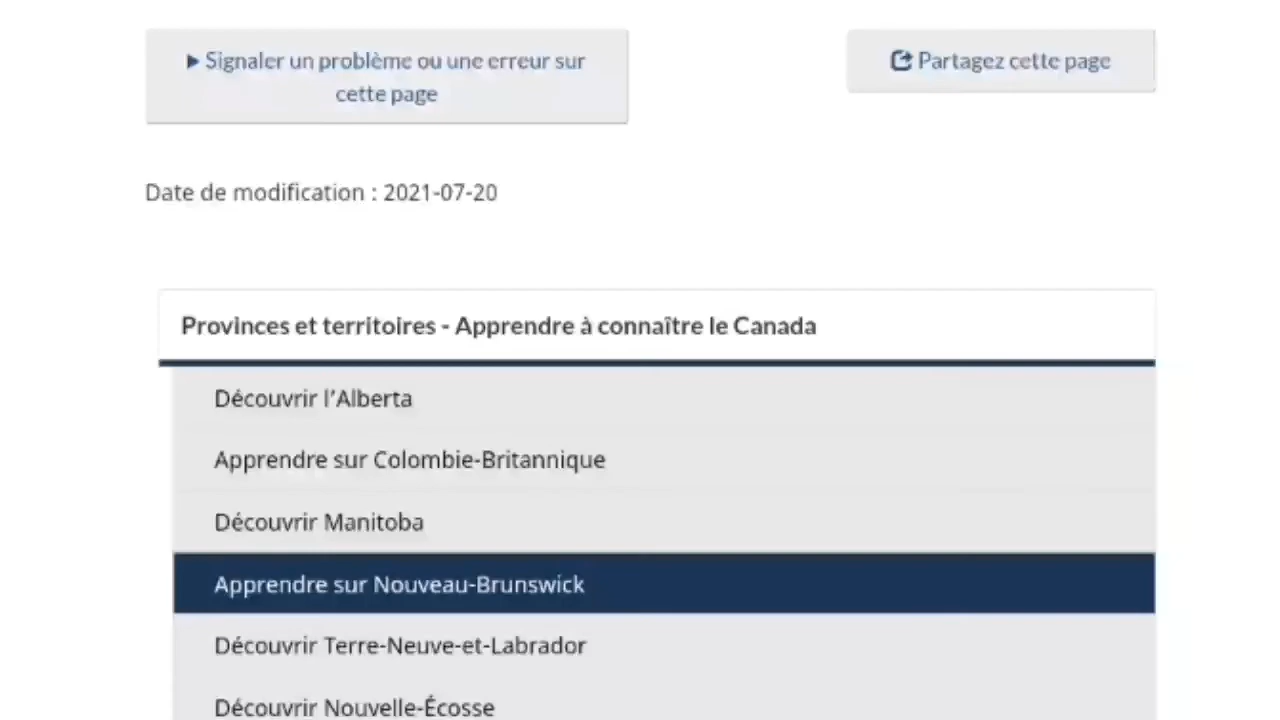 Signaler un problème ou une erreur sur
cette page
Partagez cette page
Date de modification : 2021-07-20
Provinces et territoires - Apprendre à connaître le Canada
Découvrir l’Alberta
Apprendre sur Colombie-Britannique
Découvrir Manitoba
Apprendre sur Nouveau-Brunswick
Découvrir Terre-Neuve-et-Labrador
Découvrir Nouvelle-Écosse